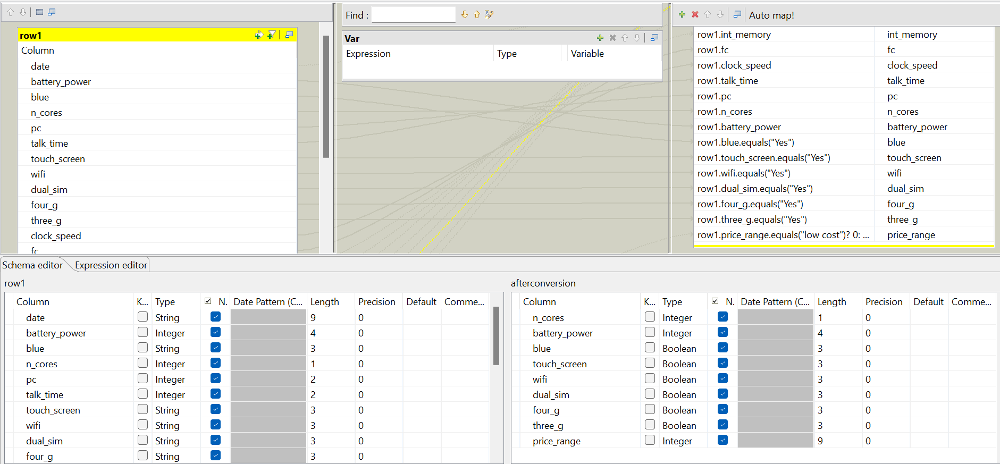 row1
Column
date
battery_power
blue
n_cores
pc
talk_time
touch_screen
wifi
dual_sim
four_g
three_g
clock_speed
fc
Find :
Var
Expression Type Variable
Auto map!
row1.int_memory int_memory
row1.fc fc
row1.clock_speed clock_speed
row1.talk_time talk_time
row1.pc pc
row1.n_cores n_cores
row1.battery_power battery_power
row1.blue.equals("Yes") blue
row1.touch_screen.equals("Yes") touch_screen
row1.wifi.equals("Yes") wifi
row1.dual_sim.equals("Yes") dual_sim
row1.four_g.equals("Yes") four_g
row1.three_g.equals("Yes") three_g
row1.price_range.equals("low cost")? 0: ... price_range
Schema editor Expression editor
row1
Column K... Type N. Date Pattern (C... Length Precision Default Comme...
date String 9 0
battery_power Integer 4 0
blue String 3 0
n_cores Integer 1 0
pc Integer 2 0
talk_time Integer 2 0
touch_screen String 3 0
wifi String 3 0
dual_sim String 3 0
four_g String 3 0
afterconversion
Column K... Type N. Date Pattern (C... Length Precision Default Comme...
n_cores Integer 1 0
battery_power Integer 4 0
blue Boolean 3 0
touch_screen Boolean 3 0
wifi Boolean 3 0
dual_sim Boolean 3 0
four_g Boolean 3 0
three_g Boolean 3 0
price_range Integer 9 0